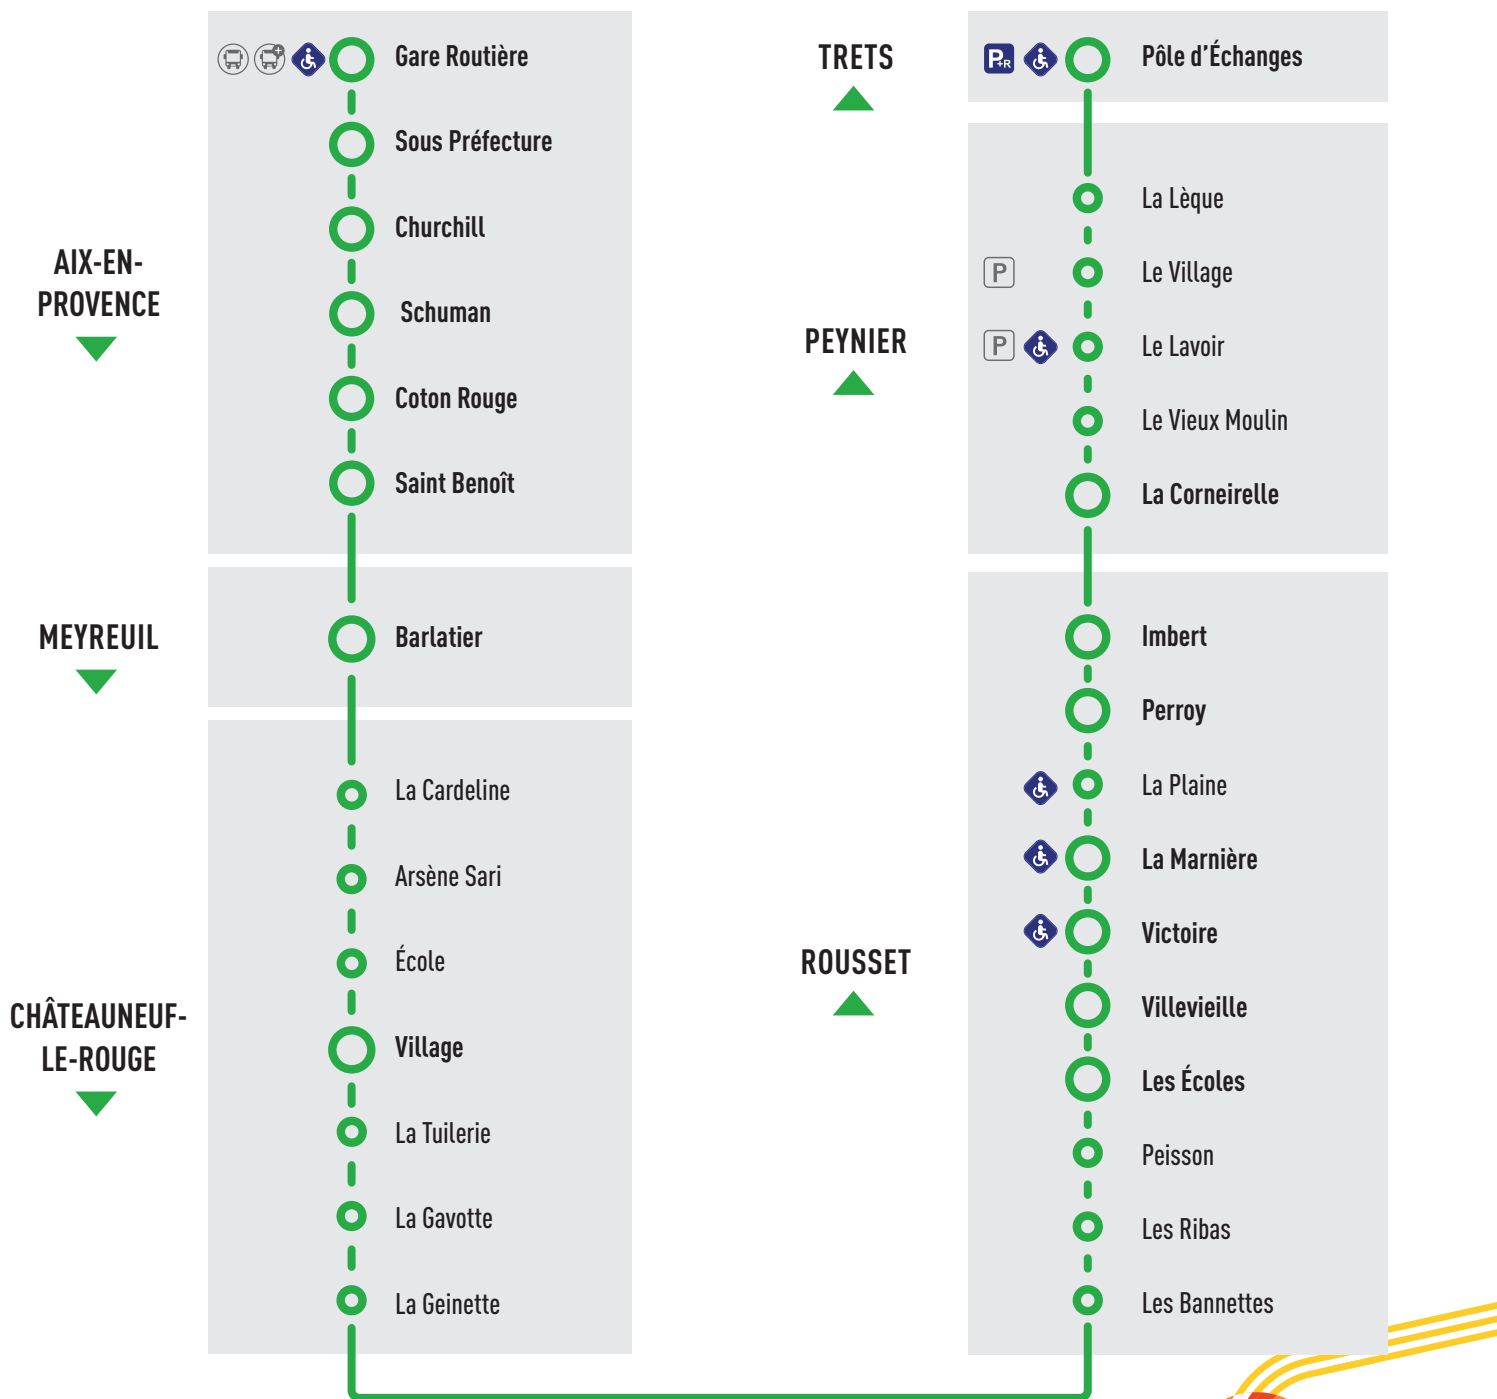 Gare Routière
Sous Préfecture
Churchill
AIX-EN-
PROVENCE
Schuman
Coton Rouge
Saint Benoît
MEYREUIL
Barlatier
La Cardeline
Arsène Sari
École
CHÂTEAUNEUF-
LE-ROUGE
Village
La Tuilerie
La Gavotte
La Geinette
TRETS
P+R
Pôle d'Échanges
La Lèque
P
Le Village
PEYNIER
P
Le Lavoir
Le Vieux Moulin
La Corneirelle
Imbert
Perroy
La Plaine
La Marnière
Victoire
ROUSSET
Villevieille
Les Écoles
Peisson
Les Ribas
Les Bannettes